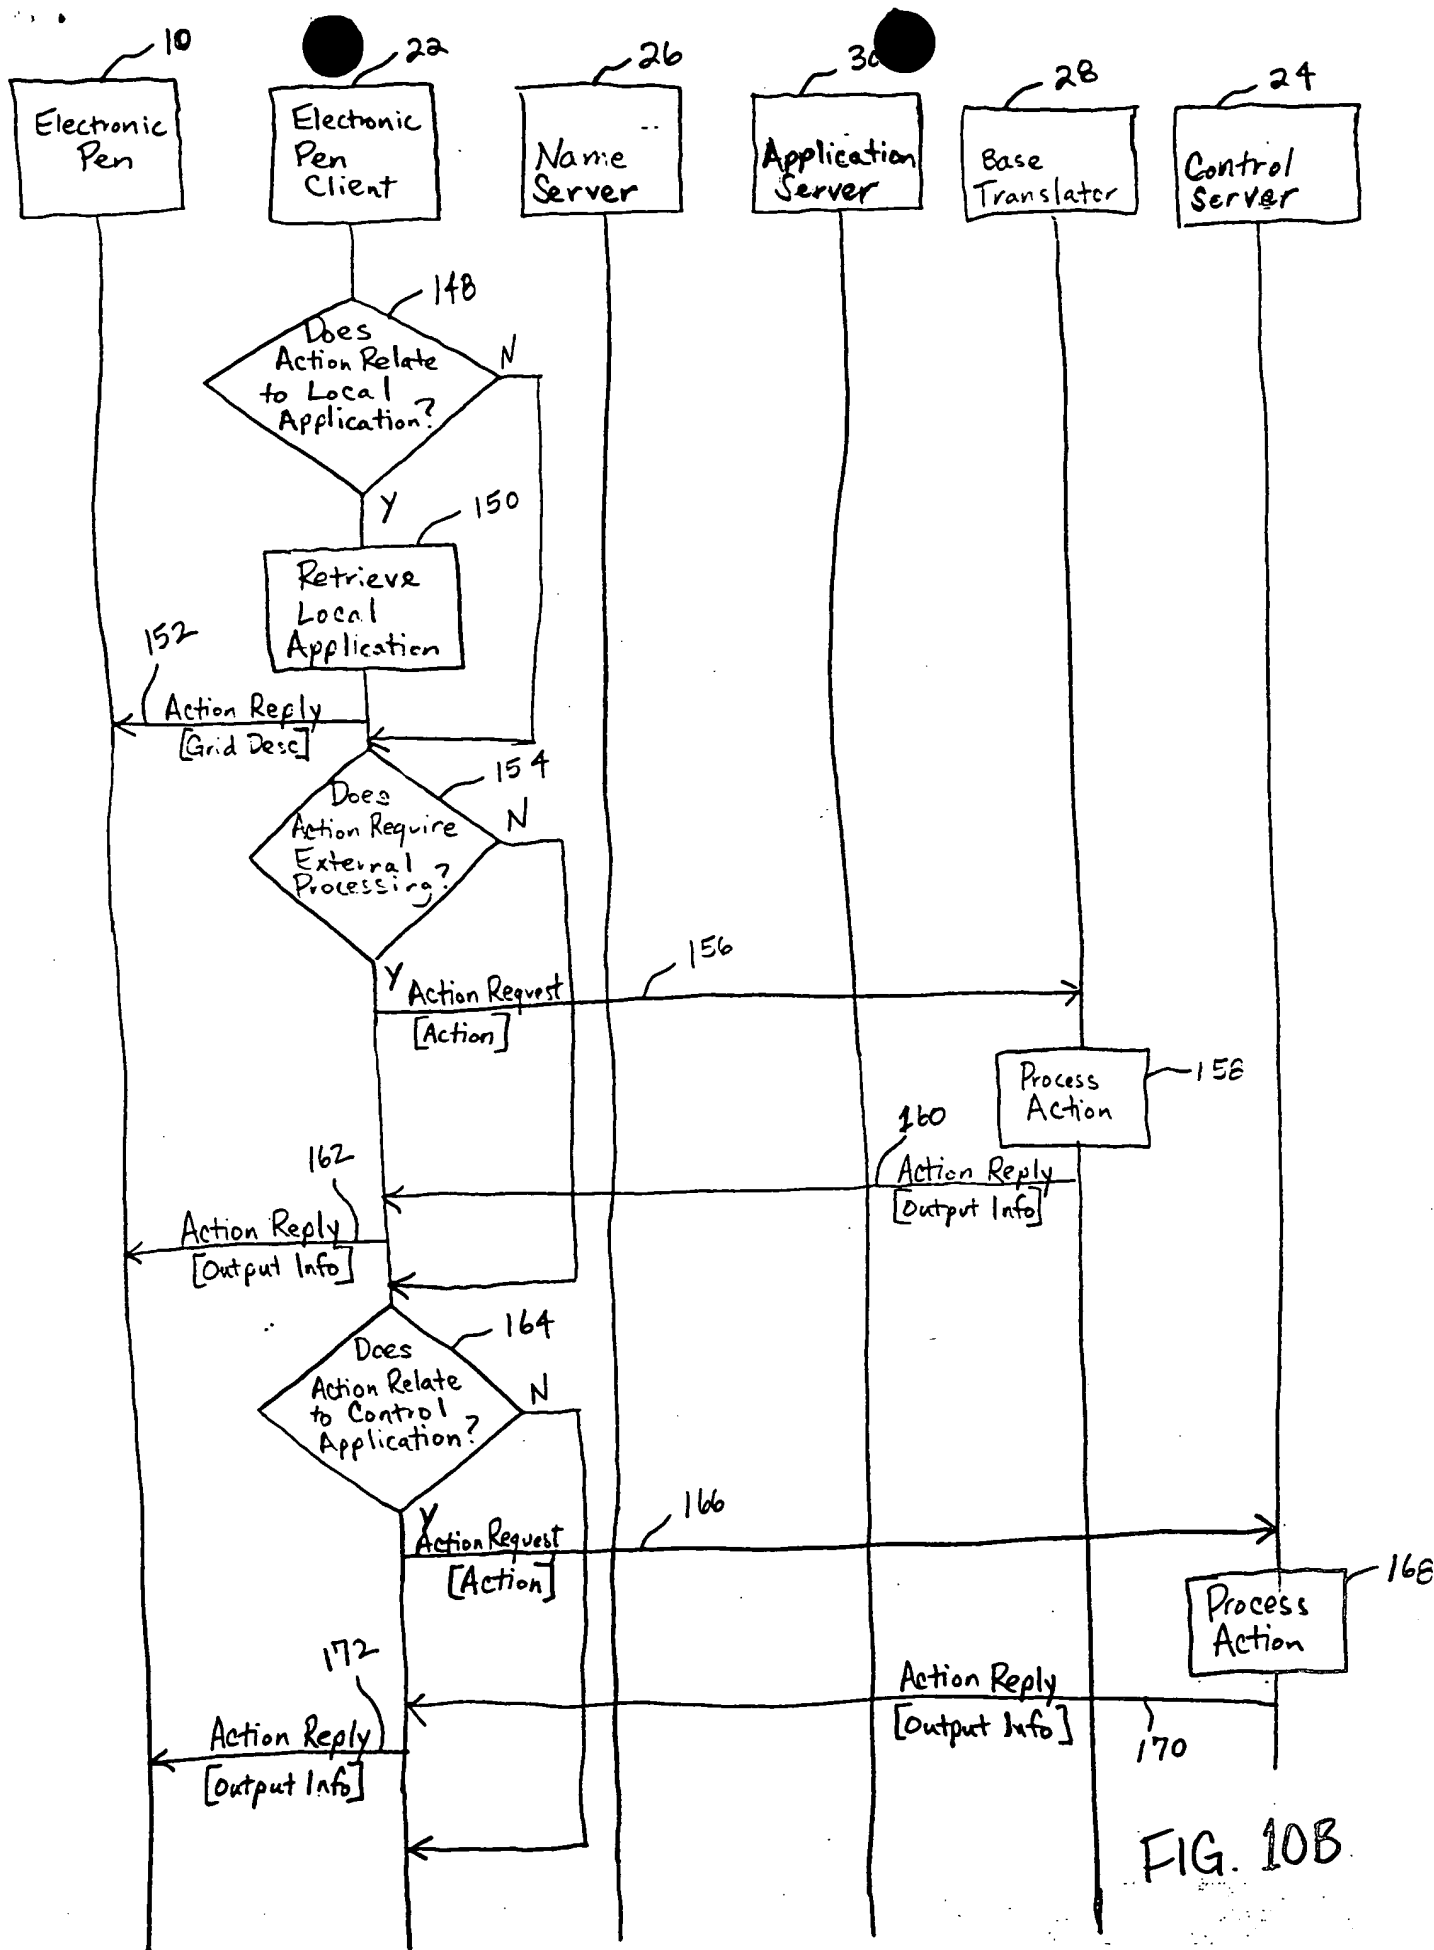 10
22
26
30
28
24
Electronic
Pen
Electronic
Pen
Client
Name
Server
Application
Server
Base
Translator
Control
Server
148
Does
Action Relate
to Local
Application?
N
Y
150
Retrieve
Local
Application
152
Action Reply
[Grid Desc]
154
Does
Action Require
External
Processing?
N
Y
Action Request
[Action]
156
Process
Action
158
160
Action Reply
[Output Info]
162
Action Reply
[Output Info]
164
Does
Action Relate
to Control
Application?
N
Y
Action Request
[Action]
166
Process
Action
168
Action Reply
[Output Info]
170
172
Action Reply
[Output Info]
FIG. 10B